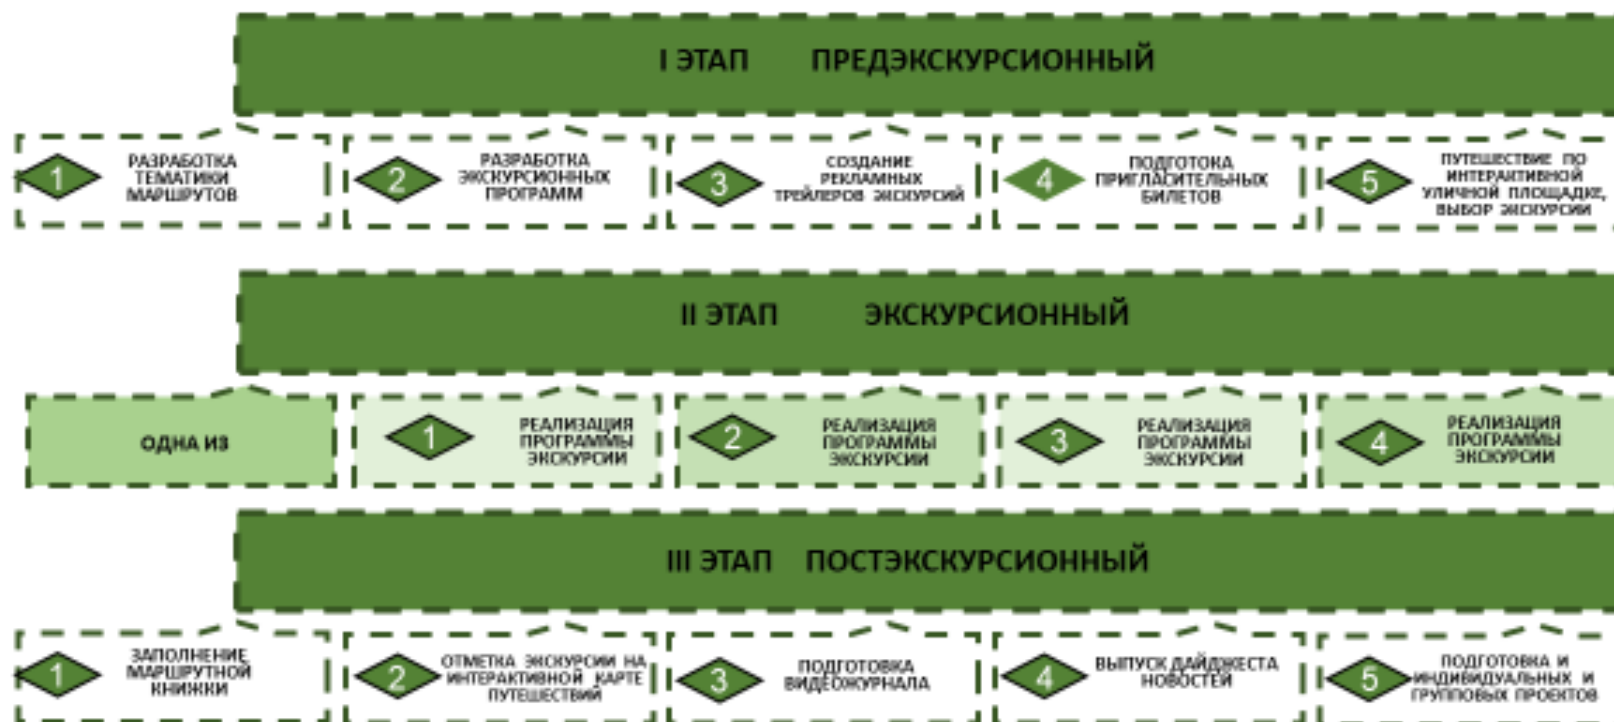 I ЭТАП ПРЕДЭКСКУРСИОННЫЙ
1
РАЗРАБОТКА
ТЕМАТИКИ
МАРШРУТОВ
2
РАЗРАБОТКА
ЭКСКУРСИОННЫХ
ПРОГРАММ
3
СОЗДАНИЕ
РЕКЛАМНЫХ
ТРЕЙЛЕРОВ ЭКСКУРСИЙ
4
ПОДГОТОКА
ПРИГЛАСИТЕЛЬНЫХ
БИЛЕТОВ
5
ПУТЕШЕСТВИЕ ПО
ИНТЕРАКТИВНОЙ
УЛИЧНОЙ ПЛОЩАДКЕ,
ВЫБОР ЭКСКУРСИИ
II ЭТАП ЭКСКУРСИОННЫЙ
ОДНА ИЗ
1
РЕАЛИЗАЦИЯ
ПРОГРАММЫ
ЭКСКУРСИИ
2
РЕАЛИЗАЦИЯ
ПРОГРАММЫ
ЭКСКУРСИИ
3
РЕАЛИЗАЦИЯ
ПРОГРАММЫ
ЭКСКУРСИИ
4
РЕАЛИЗАЦИЯ
ПРОГРАММЫ
ЭКСКУРСИИ
III ЭТАП ПОСТЭКСКУРСИОННЫЙ
1
ЗАПОЛНЕНИЕ
МАРШРУТНОЙ
КНИЖКИ
2
ОТМЕТКА ЭКСКУРСИИ НА
ИНТЕРАКТИВНОЙ КАРТЕ
ПУТЕШЕСТВИЙ
3
ПОДГОТОВКА
ВИДЕОЖУРНАЛА
4
ВЫПУСК ДАЙДЖЕСТА
НОВОСТЕЙ
5
ПОДГОТОВКА И
ИНДИВИДУАЛЬНЫХ И
ГРУППОВЫХ ПРОЕКТОВ